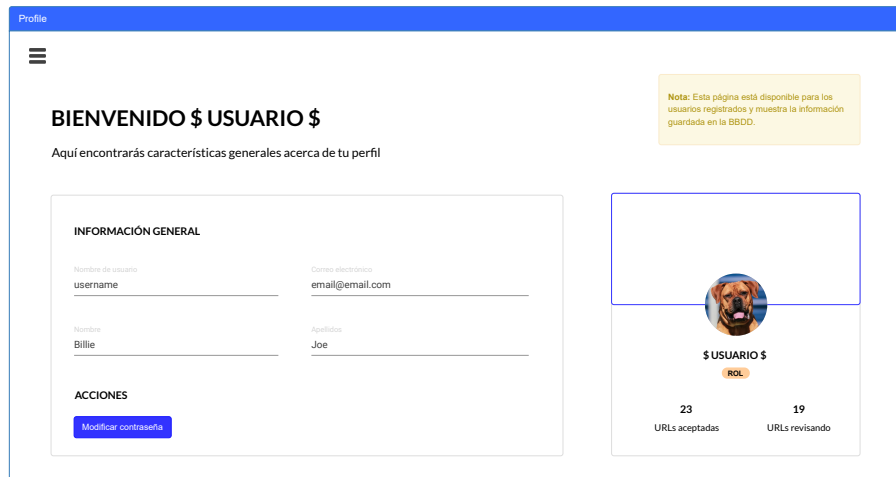 Profile
Nota: Esta página está disponible para los
usuarios registrados y muestra la información
guardada en la BBDD.
BIENVENIDO $ USUARIO $
Aquí encontrarás características generales acerca de tu perfil
INFORMACIÓN GENERAL
Nombre de usuario
username
Correo electrónico
email@email.com
Nombre
Billie
Apellidos
Joe
ACCIONES
Modificar contraseña
$ USUARIO $
ROL
23
URLs aceptadas
19
URLs revisando